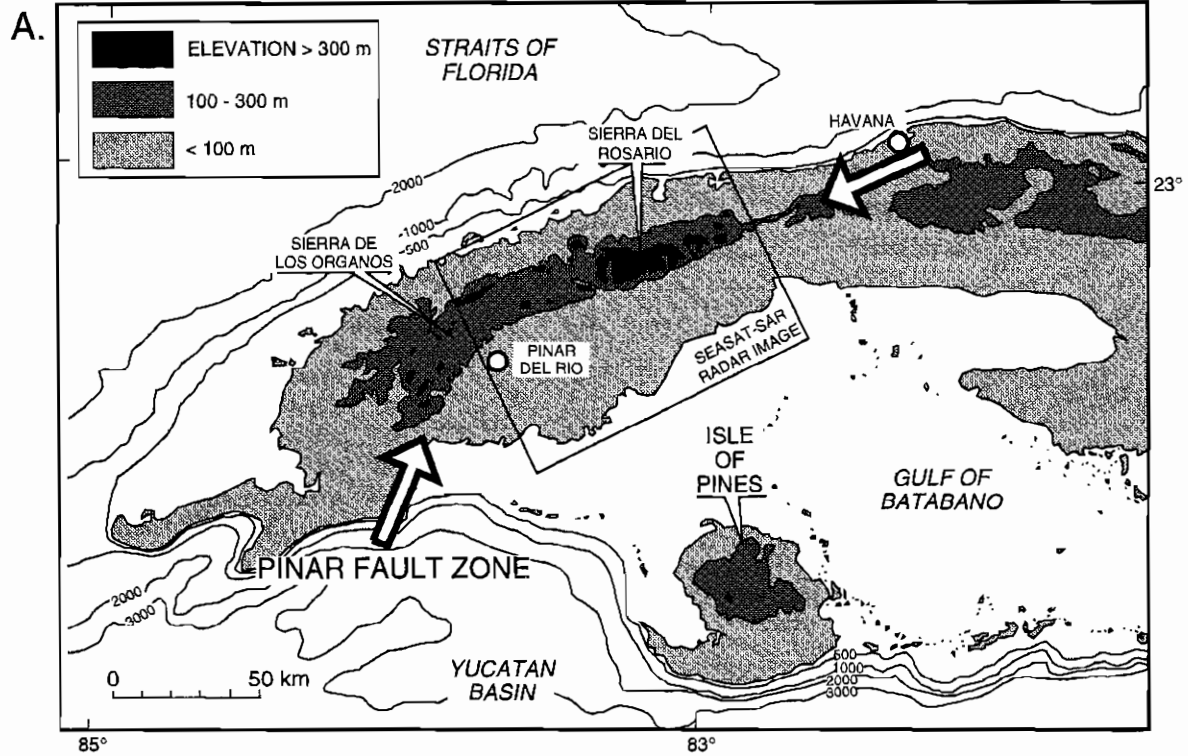 A.
ELEVATION > 300 m
100 - 300 m
< 100 m
STRAITS OF
FLORIDA
HAVANA
SIERRA DEL
ROSARIO
23°
2000
1000
500
SIERRA DE
LOS ORGANOS
PINAR
DEL RIO
SEASAT-SAR
RADAR IMAGE
ISLE
OF
PINES
GULF OF
BATABANO
PINAR FAULT ZONE
2000
3000
0 50 km
YUCATAN
BASIN
500
1000
2000
3000
85° 83°